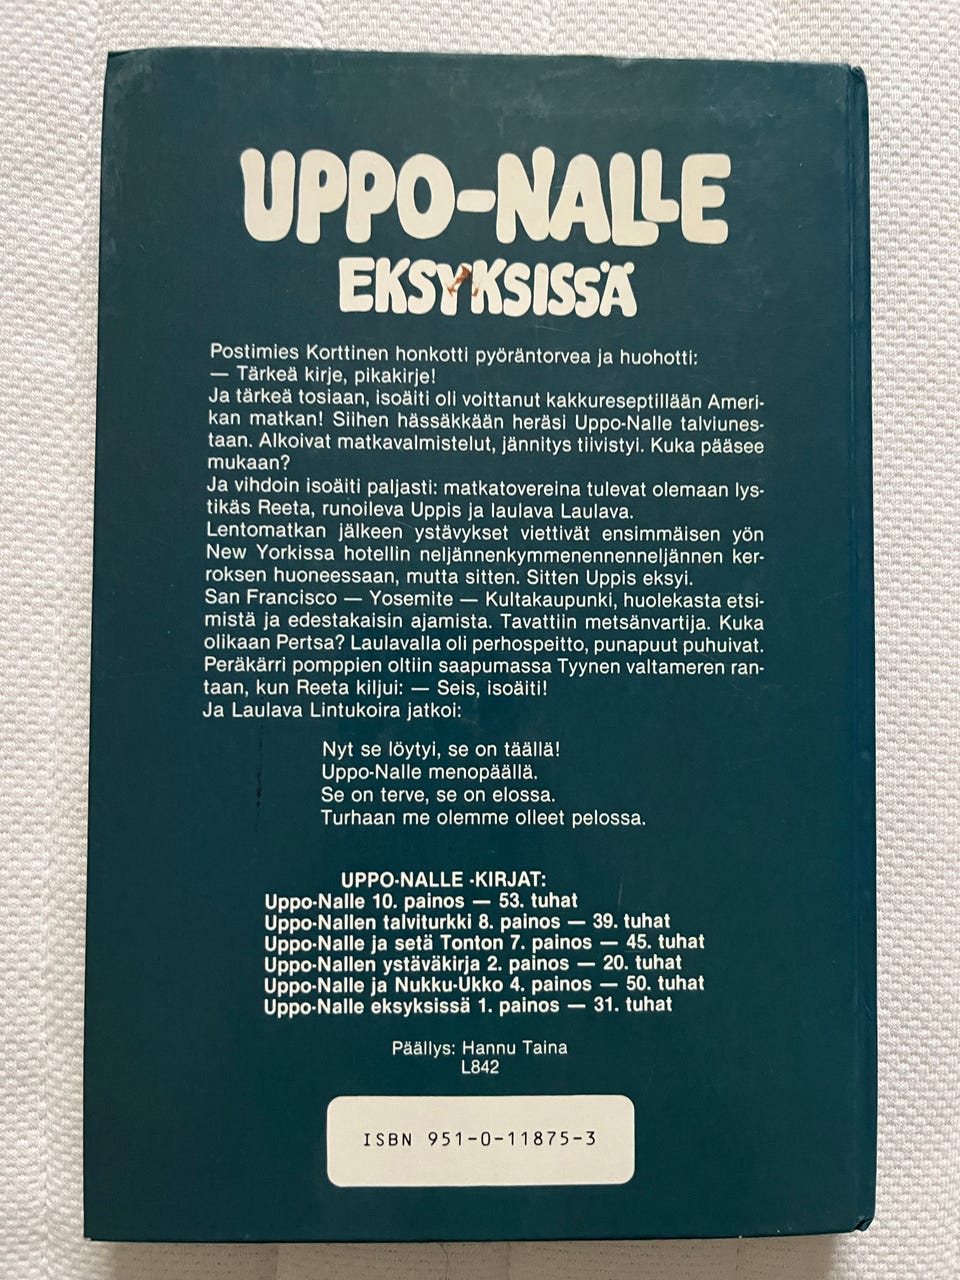 UPPO-NALLE
EKSYKSISSÄ
Postimies Korttinen honkotti pyöräntorvea ja huohotti:
— Tärkeä kirje, pikakirje!
Ja tärkeä tosiaan, isoäiti oli voittanut kakkureseptillään Ameri-
kan matkan! Siihen hässäkkään heräsi Uppo-Nalle talviunes-
taan. Alkoivat matkavalmistelut, jännitys tiivistyi. Kuka pääsee
mukaan?
Ja vihdoin isoäiti paljasti: matkatovereina tulevat olemaan lys-
tikäs Reeta, runoileva Uppis ja laulava Laulava.
Lentomatkan jälkeen ystävykset viettivät ensimmäisen yön
New Yorkissa hotellin neljännenkymmenennenneljännen ker-
roksen huoneessaan, mutta sitten. Sitten Uppis eksyi.
San Francisco — Yosemite — Kultakaupunki, huolekasta etsi-
mistä ja edestakaisin ajamista. Tavattiin metsänvartija. Kuka
olikaan Pertsa? Laulavalla oli perhospeitto, punapuut puhuivat.
Peräkärri pomppien oltiin saapumassa Tyynen valtameren ran-
taan, kun Reeta kiljui: — Seis, isoäiti!
Ja Laulava Lintukoira jatkoi:
Nyt se löytyi, se on täällä!
Uppo-Nalle menopäällä.
Se on terve, se on elossa.
Turhaan me olemme olleet pelossa.
UPPO-NALLE -KIRJAT:
Uppo-Nalle 10. painos — 53. tuhat
Uppo-Nallen talviturkki 8. painos — 39. tuhat
Uppo-Nalle ja setä Tonton 7. painos — 45. tuhat
Uppo-Nallen ystäväkirja 2. painos — 20. tuhat
Uppo-Nalle ja Nukku-Ukko 4. painos — 50. tuhat
Uppo-Nalle eksyksissä 1. painos — 31. tuhat
Päällys: Hannu Taina
L842
ISBN 951-0-11875-3